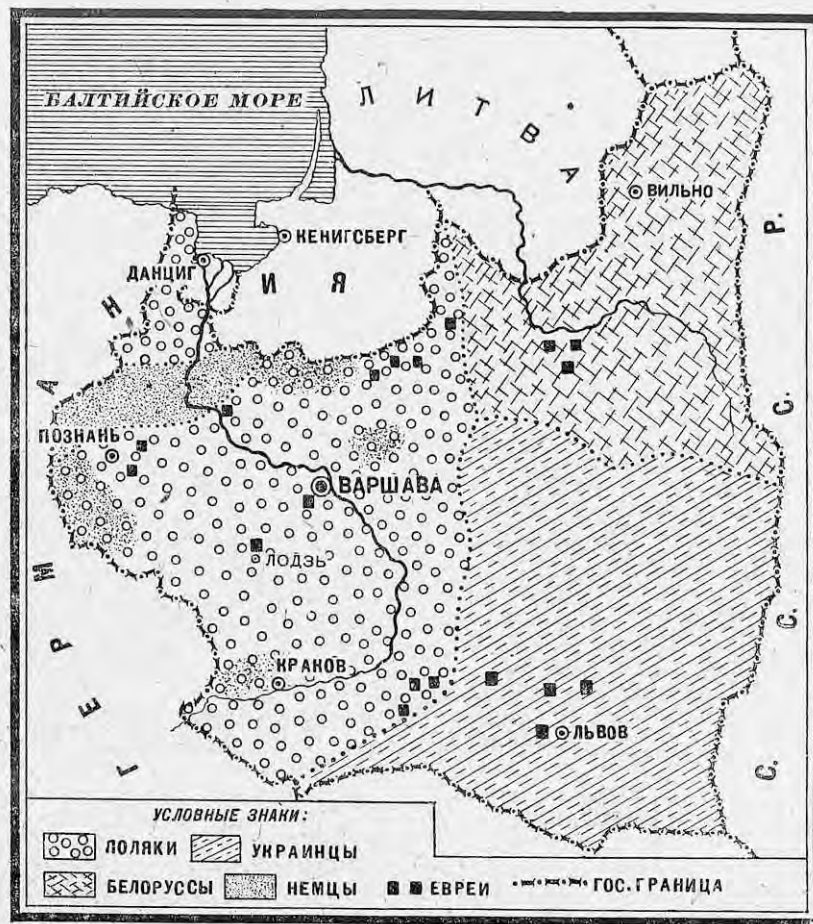 БАЛТИЙСКОЕ МОРЕ
ЛИТВА
ВИЛЬНО
КЕНИГСБЕРГ
ДАНЦИГ
ГЕРМАНИЯ
ПОЗНАНЬ
ВАРШАВА
ЛОДЗЬ
КРАКОВ
ЛЬВОВ
С. С. С. Р.
УСЛОВНЫЕ ЗНАКИ:
ПОЛЯКИ УКРАИНЦЫ
БЕЛОРУССЫ НЕМЦЫ ЕВРЕИ ГОС. ГРАНИЦА